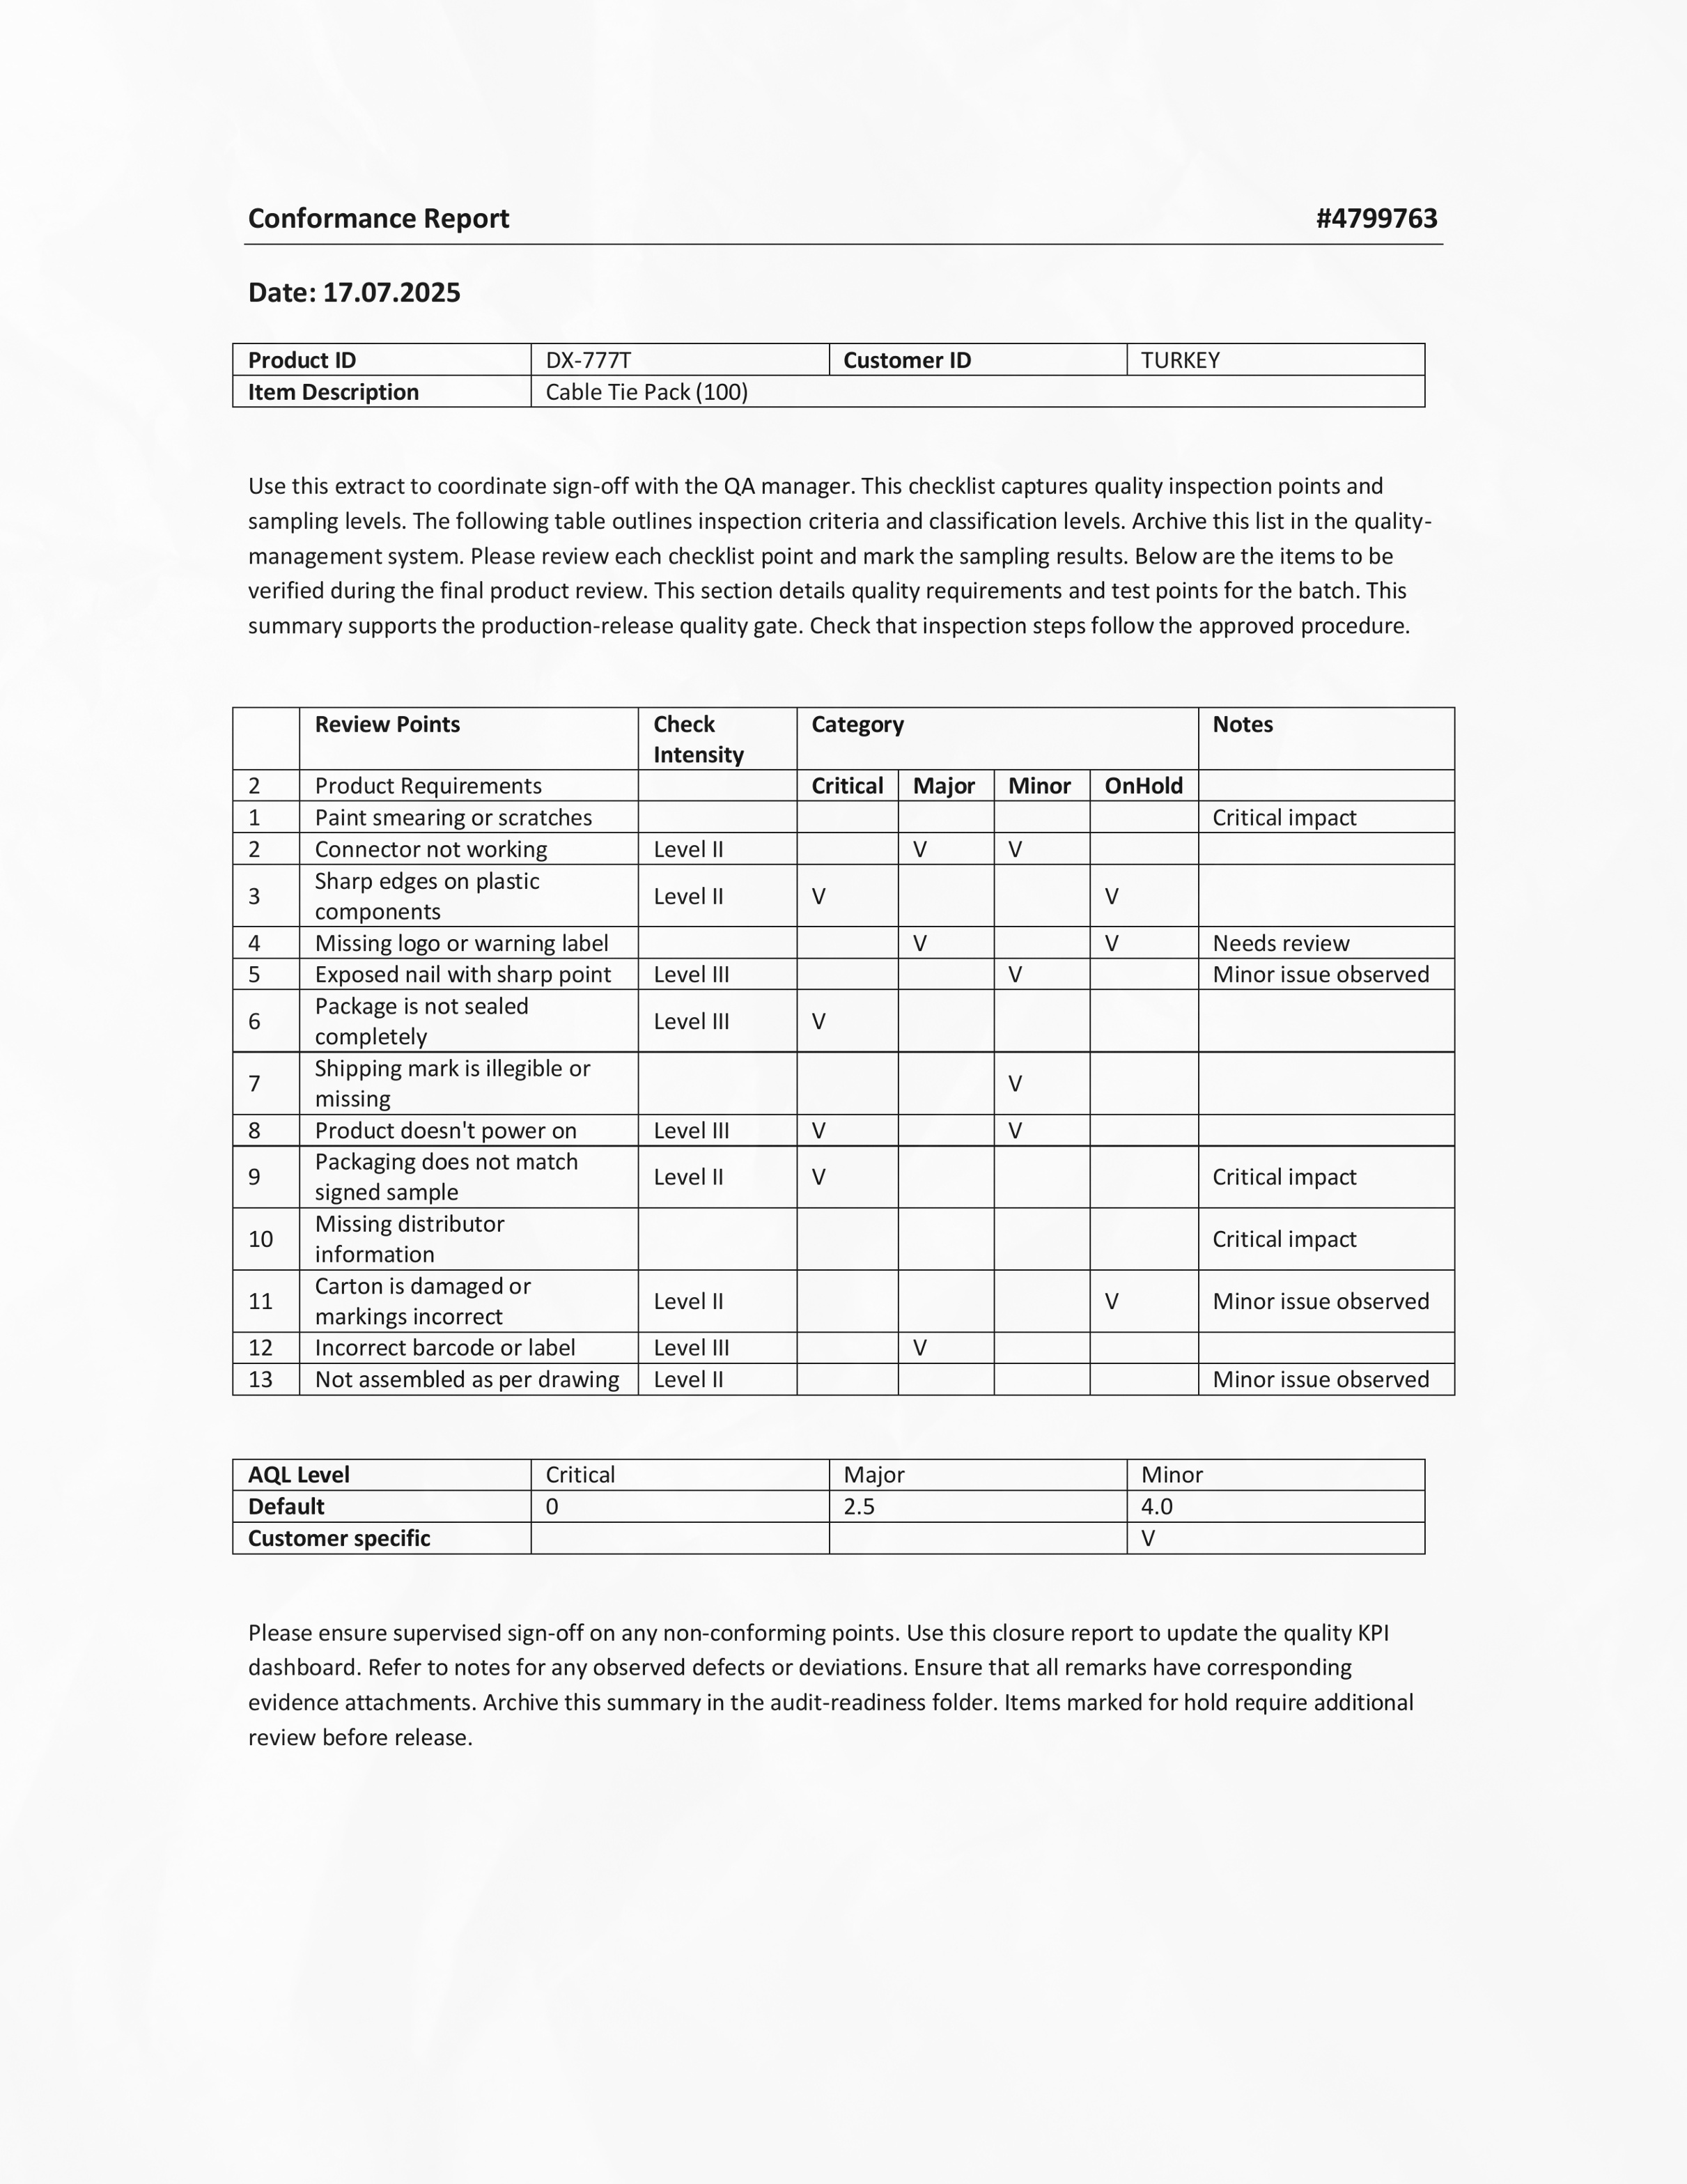 Conformance Report #4799763
Date: 17.07.2025
Product ID DX-777T Customer ID TURKEY
Item Description Cable Tie Pack (100)
Use this extract to coordinate sign-off with the QA manager. This checklist captures quality inspection points and
sampling levels. The following table outlines inspection criteria and classification levels. Archive this list in the quality-
management system. Please review each checklist point and mark the sampling results. Below are the items to be
verified during the final product review. This section details quality requirements and test points for the batch. This
summary supports the production-release quality gate. Check that inspection steps follow the approved procedure.
Review Points Check Intensity Category Notes
2 Product Requirements Critical Major Minor OnHold
1 Paint smearing or scratches Critical impact
2 Connector not working Level II V V
3 Sharp edges on plastic components Level II V V
4 Missing logo or warning label V V Needs review
5 Exposed nail with sharp point Level III V Minor issue observed
6 Package is not sealed completely Level III V
7 Shipping mark is illegible or missing V
8 Product doesn't power on Level III V V
9 Packaging does not match signed sample Level II V Critical impact
10 Missing distributor information Critical impact
11 Carton is damaged or markings incorrect Level II V Minor issue observed
12 Incorrect barcode or label Level III V
13 Not assembled as per drawing Level II Minor issue observed
AQL Level Critical Major Minor
Default 0 2.5 4.0
Customer specific V
Please ensure supervised sign-off on any non-conforming points. Use this closure report to update the quality KPI
dashboard. Refer to notes for any observed defects or deviations. Ensure that all remarks have corresponding
evidence attachments. Archive this summary in the audit-readiness folder. Items marked for hold require additional
review before release.